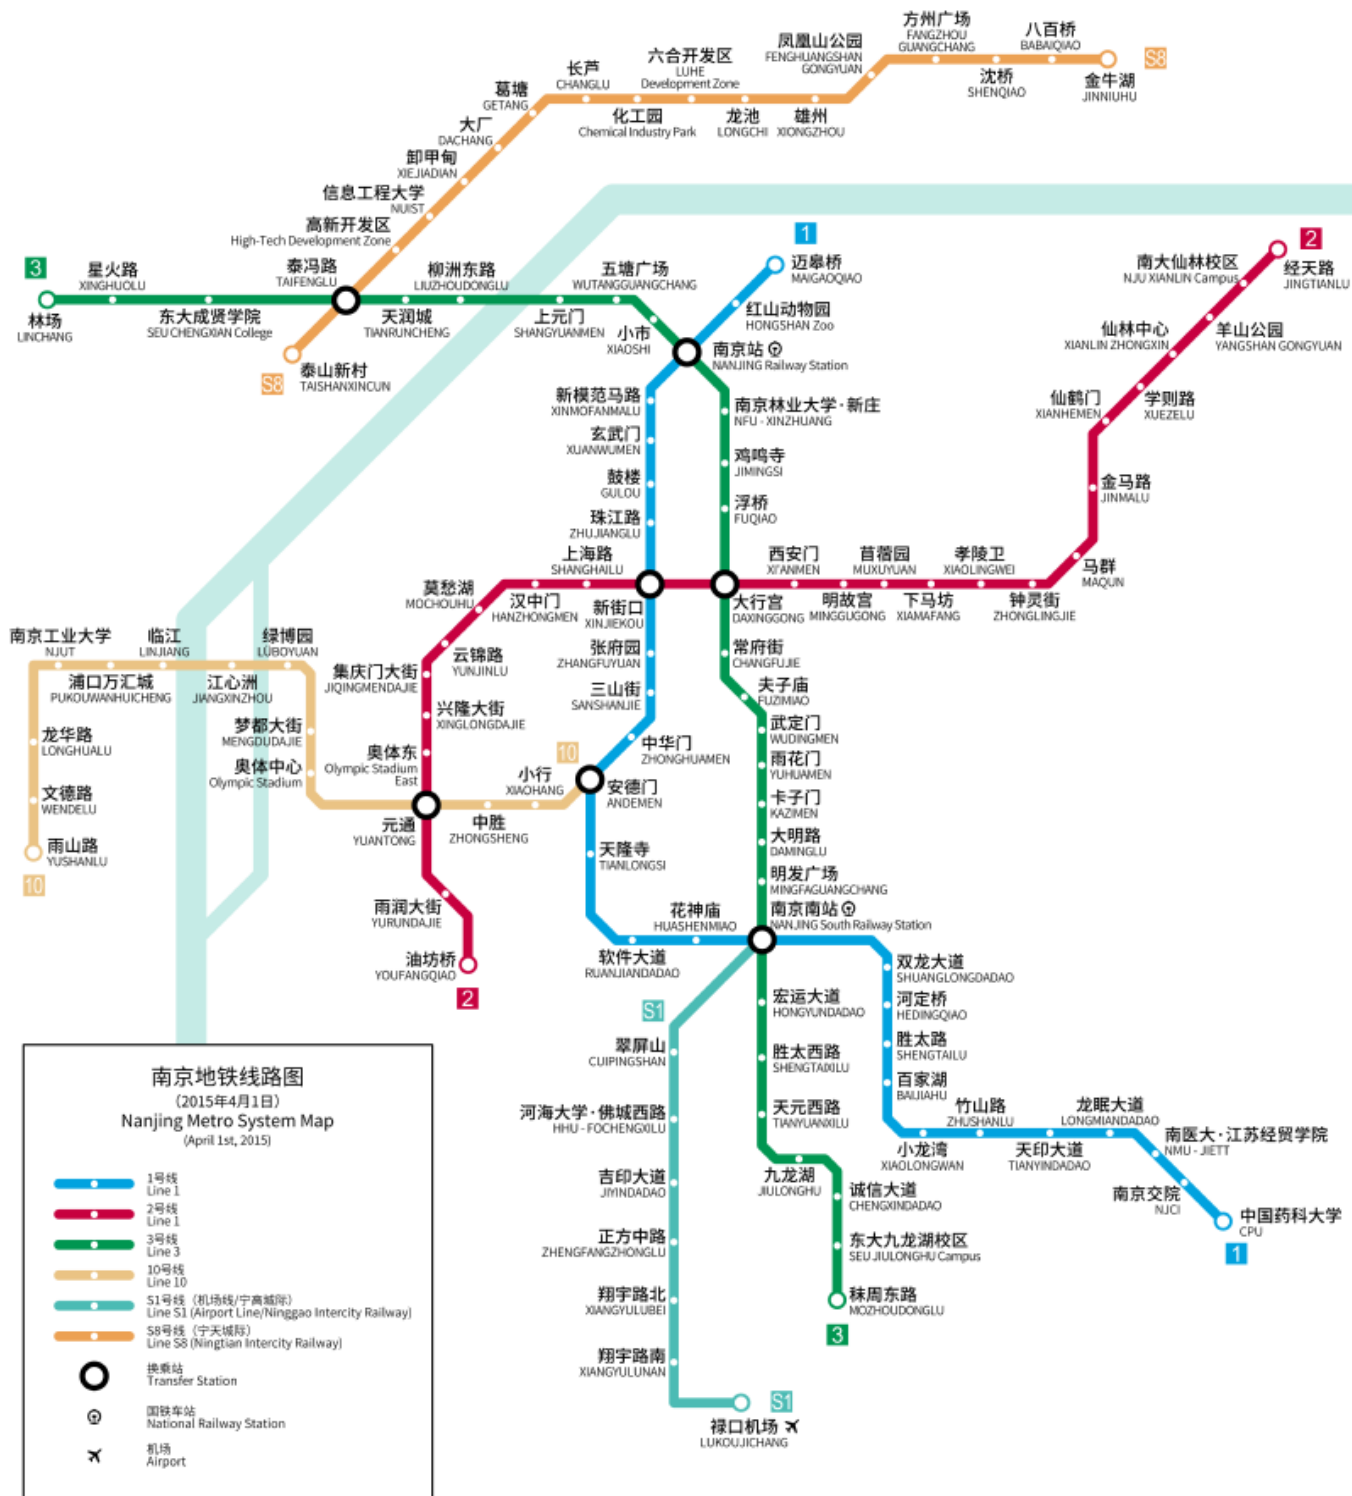 方州广场
FANGZHOU
GUANGCHANG
八百桥
BABAIQIAO
凤凰山公园
FENGHUANGSHAN
GONGYUAN
六合开发区
LUHE
Development Zone
长芦
CHANGLU
S8
沈桥
SHENQIAO
金牛湖
JINNIUHU
葛塘
GETANG
化工园
Chemical Industry Park
龙池
LONGCHI
雄州
XIONGZHOU
大厂
DACHANG
卸甲甸
XIEJIADIAN
信息工程大学
NUIST
高新开发区
High-Tech Development Zone
1
2
3
星火路
XINGHUOLU
泰冯路
TAIFENGLU
柳洲东路
LIUZHOUDONGLU
五塘广场
WUTANGGUANGCHANG
迈皋桥
MAIGAOQIAO
南大仙林校区
NJU XIANLIN Campus
经天路
JINGTIANLU
林场
LINCHANG
东大成贤学院
SEU CHENGXIAN College
天润城
TIANRUNCHENG
上元门
SHANGYUANMEN
小市
XIAOSHI
红山动物园
HONGSHAN Zoo
仙林中心
XIANLIN ZHONGXIN
羊山公园
YANGSHAN GONGYUAN
S8
泰山新村
TAISHANXINCUN
南京站
NANJING Railway Station
新模范马路
XINMOFANMALU
南京林业大学·新庄
NFU - XINZHUANG
仙鹤门
XIANHEMEN
学则路
XUEZELU
玄武门
XUANWUMEN
鸡鸣寺
JIMINGSI
鼓楼
GULOU
浮桥
FUQIAO
金马路
JINMALU
珠江路
ZHUJIANGLU
上海路
SHANGHAILU
西安门
XI'ANMEN
苜蓿园
MUXUYUAN
孝陵卫
XIAOLINGWEI
马群
MAQUN
莫愁湖
MOCHOUHU
汉中门
HANZHONGMEN
新街口
XINJIEKOU
大行宫
DAXINGGONG
明故宫
MINGGUGONG
下马坊
XIAMAFANG
钟灵街
ZHONGLINGJIE
南京工业大学
NJUT
临江
LINJIANG
绿博园
LÜBOYUAN
云锦路
YUNJINLU
张府园
ZHANGFUYUAN
常府街
CHANGFUJIE
浦口万汇城
PUKOUWANHUICHENG
江心洲
JIANGXINZHOU
集庆门大街
JIQINGMENDAJIE
三山街
SANSHANJIE
夫子庙
FUZIMIAO
兴隆大街
XINGLONGDAJIE
龙华路
LONGHUALU
梦都大街
MENGDUDAJIE
中华门
ZHONGHUAMEN
武定门
WUDINGMEN
奥体东
Olympic Stadium
East
10
奥体中心
Olympic Stadium
小行
XIAOHANG
安德门
ANDEMEN
雨花门
YUHUAMEN
文德路
WENDELU
卡子门
KAZIMEN
元通
YUANTONG
中胜
ZHONGSHENG
雨山路
YUSHANLU
天隆寺
TIANLONGSI
大明路
DAMINGLU
10
明发广场
MINGFAGUANGCHANG
雨润大街
YURUNDAJIE
花神庙
HUASHENMIAO
南京南站
NANJING South Railway Station
油坊桥
YOUFANGQIAO
软件大道
RUANJIANDADAO
双龙大道
SHUANGLONGDADAO
2
S1
宏运大道
HONGYUNDADAO
河定桥
HEDINGQIAO
翠屏山
CUIPINGSHAN
胜太西路
SHENGTAIXILU
胜太路
SHENGTAILU
百家湖
BAIJIAHU
河海大学·佛城西路
HHU - FOCHENGXILU
天元西路
TIANYUANXILU
竹山路
ZHUSHANLU
龙眠大道
LONGMIANDADAO
小龙湾
XIAOLONGWAN
天印大道
TIANYINDADAO
南医大·江苏经贸学院
NMU - JIETT
吉印大道
JIYINDADAO
九龙湖
JIULONGHU
诚信大道
CHENGXINDADAO
南京交院
NJCI
中国药科大学
CPU
1
正方中路
ZHENGFANGZHONGLU
东大九龙湖校区
SEU JIULONGHU Campus
翔宇路北
XIANGYULUBEI
秣周东路
MOZHOUDONGLU
3
翔宇路南
XIANGYULUNAN
S1
禄口机场
LUKOUJICHANG
南京地铁线路图
（2015年4月1日）
Nanjing Metro System Map
(April 1st, 2015)
1号线
Line 1
2号线
Line 1
3号线
Line 3
10号线
Line 10
S1号线（机场线/宁高城际）
Line S1 (Airport Line/Ninggao Intercity Railway)
S8号线（宁天城际）
Line S8 (Ningtian Intercity Railway)
换乘站
Transfer Station
国铁车站
National Railway Station
机场
Airport